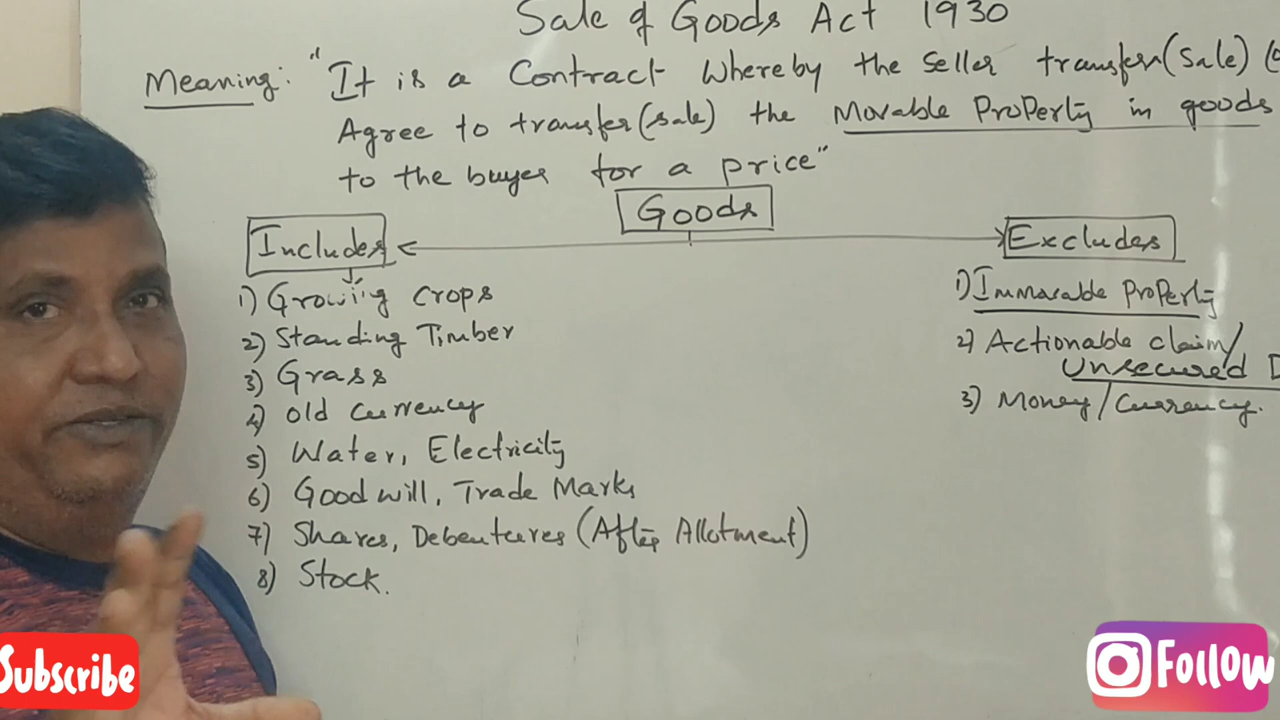 Sale of Goods Act 1930
Meaning: "It is a Contract Whereby the Seller transfers(Sale) (
Agree to transfer(sale) the Movable Property in goods
to the buyer for a price"
Goods
Includes
Excludes
1) Growing Crops
1) Immovable Property
2) Standing Timber
2) Actionable claim/
Unsecured D
3) Grass
3) Money/Currency.
4) Old Currency
5) Water, Electricity
6) Good will, Trade Marks
7) Shares, Debentures (After Allotment)
8) Stock.
Subscribe
Follow